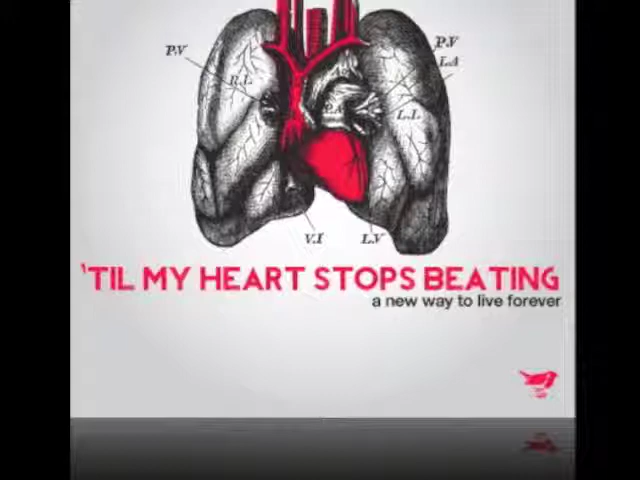 P.V
P.V
L.A
R.L
P.A
L.L
V.I
L.V
'TIL MY HEART STOPS BEATING
a new way to live forever